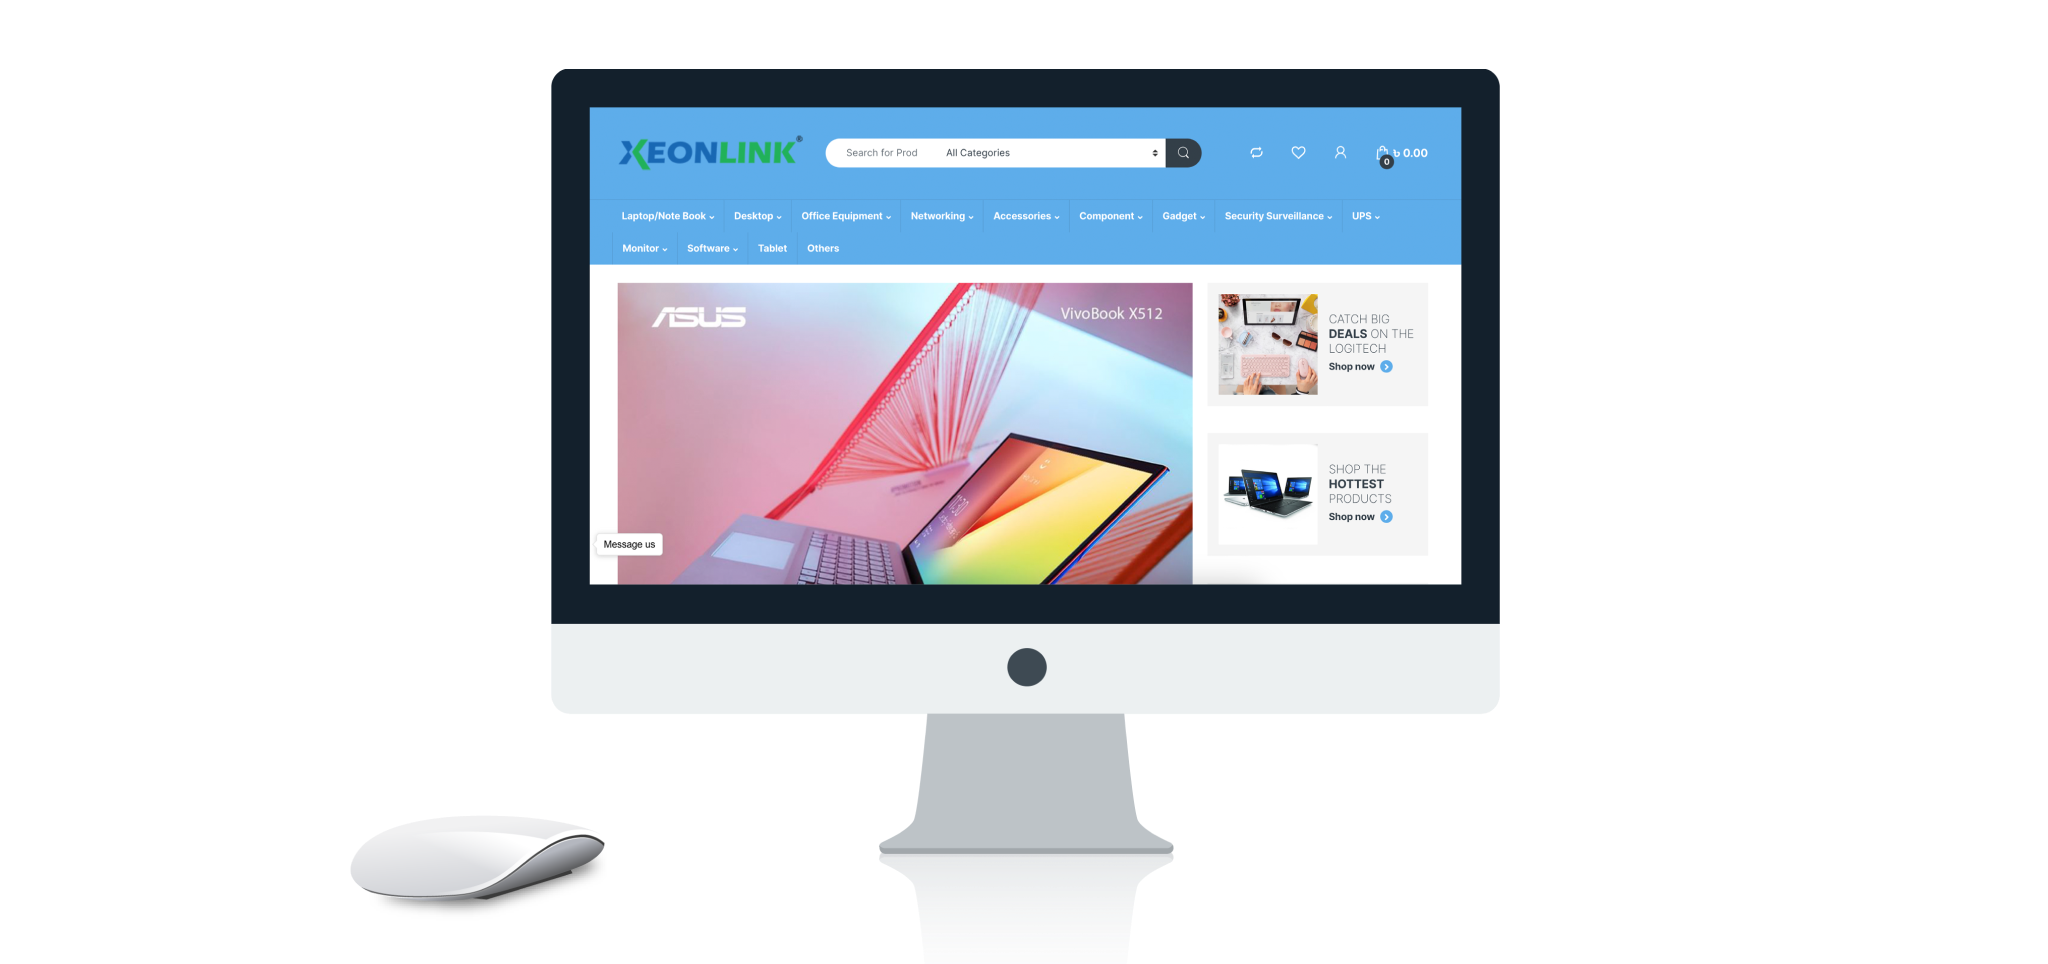 XEONLINK®
Search for Prod All Categories
0 ৳ 0.00
Laptop/Note Book Desktop Office Equipment Networking Accessories Component Gadget Security Surveillance UPS
Monitor Software Tablet Others
ASUS
VivoBook X512
CATCH BIG
DEALS ON THE
LOGITECH
Shop now
SHOP THE
HOTTEST
PRODUCTS
Shop now
Message us